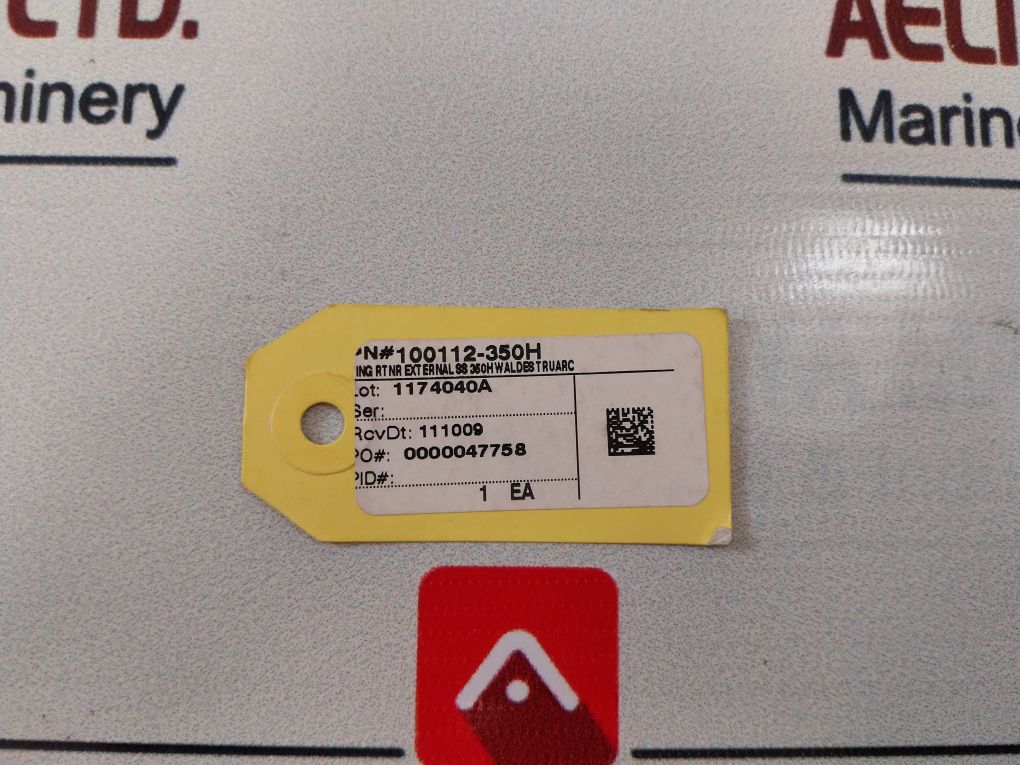 LTD.
AELI
hinery
Marine
PN#100112-350H
RING RTNR EXTERNAL SS 350H WALDES TRUARC
Lot: 1174040A
Ser:
RcvDt: 111009
PO#: 0000047758
PID#:
1 EA